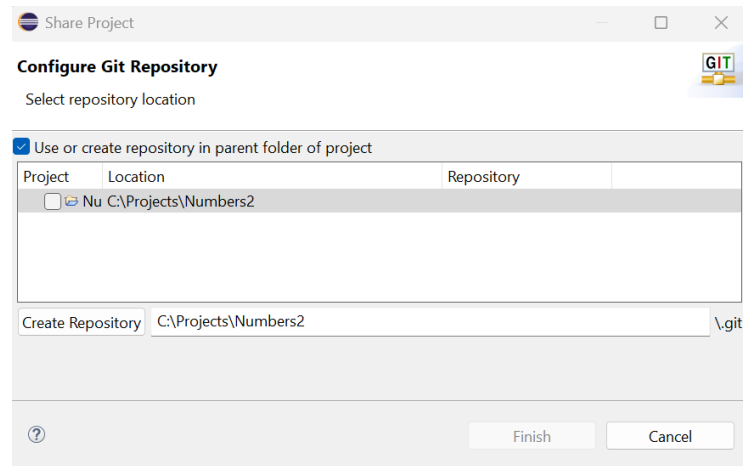 Share Project
Configure Git Repository
GIT
Select repository location
Use or create repository in parent folder of project
Project Location Repository
Nu C:\Projects\Numbers2
Create Repository C:\Projects\Numbers2 \.git
? Finish Cancel